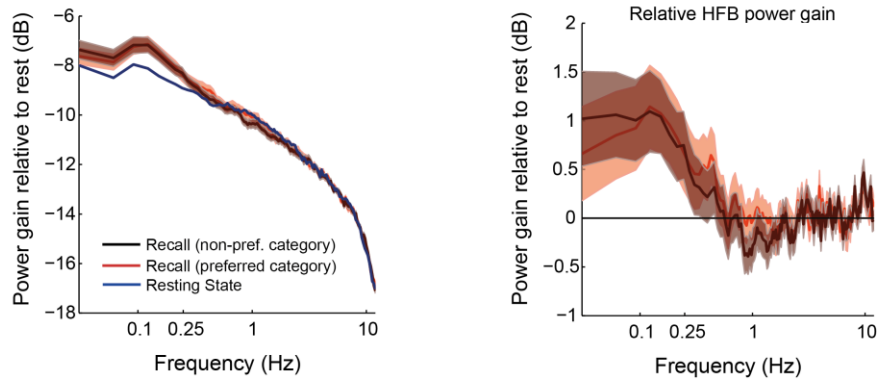 Power gain relative to rest (dB)
−6
−8
−10
−12
−14
−16
−18
Recall (non-pref. category)
Recall (preferred category)
Resting State
0.1 0.25 1 10
Frequency (Hz)
Relative HFB power gain
Power gain relative to rest (dB)
2
1.5
1
0.5
0
−0.5
−1
0.1 0.25 1 10
Frequency (Hz)